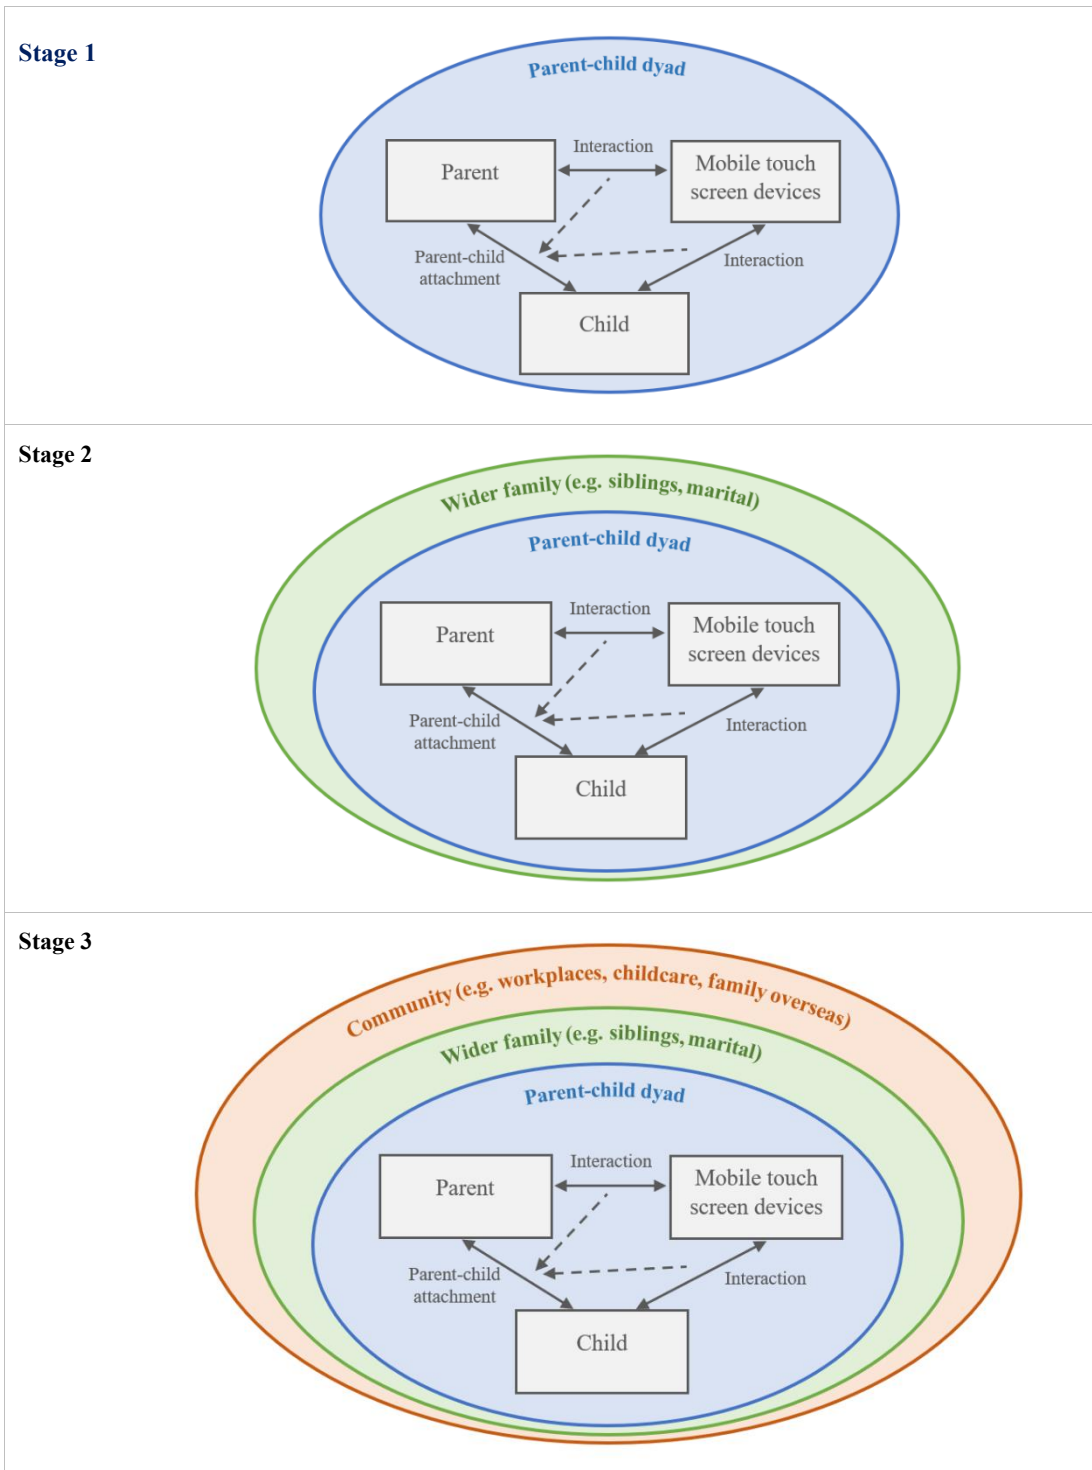 Stage 1
Parent-child dyad
Interaction
Parent
Mobile touch
screen devices
Parent-child
attachment
Interaction
Child
Stage 2
Wider family (e.g. siblings, marital)
Parent-child dyad
Interaction
Parent
Mobile touch
screen devices
Parent-child
attachment
Interaction
Child
Stage 3
Community (e.g. workplaces, childcare, family overseas)
Wider family (e.g. siblings, marital)
Parent-child dyad
Interaction
Parent
Mobile touch
screen devices
Parent-child
attachment
Interaction
Child